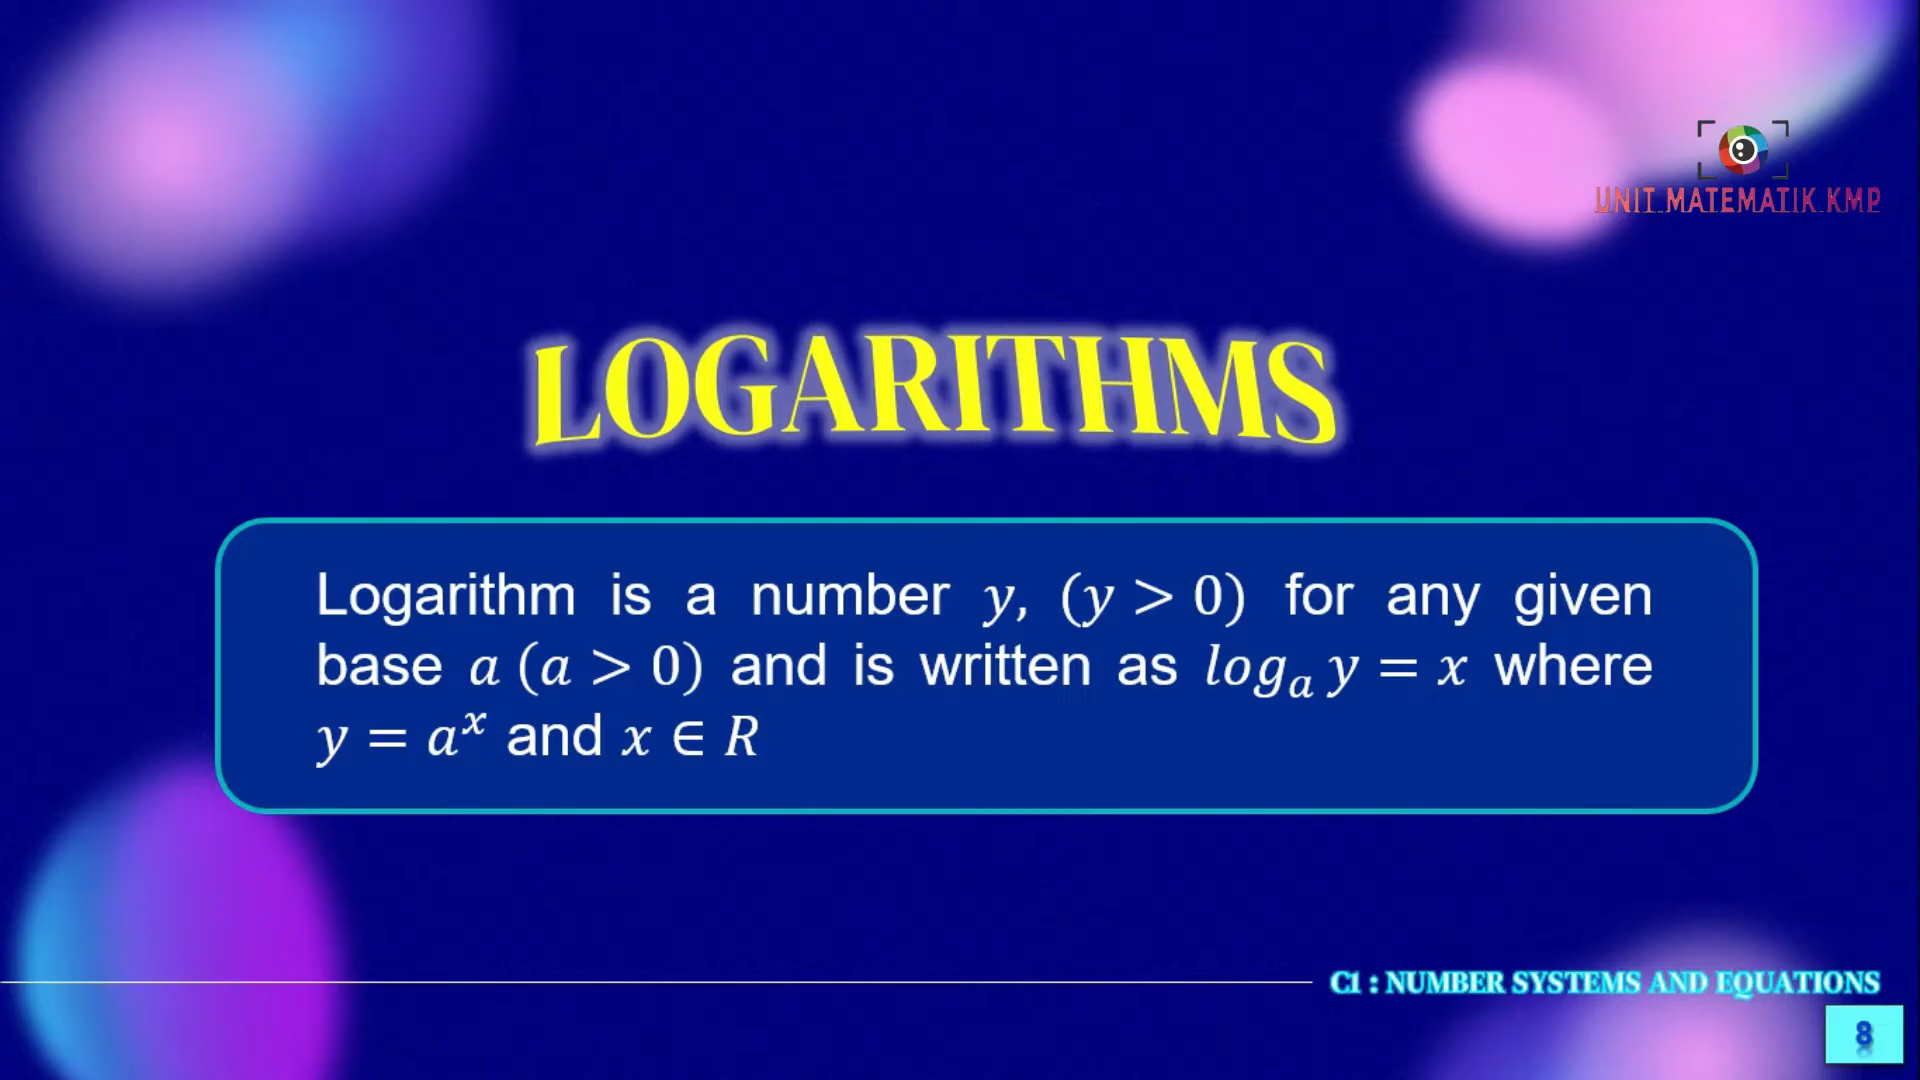 UNIT MATEMATIK KMP
LOGARITHMS
Logarithm is a number y, (y > 0) for any given
base a (a > 0) and is written as logₐ y = x where
y = aˣ and x ∈ R
C1 : NUMBER SYSTEMS AND EQUATIONS
8